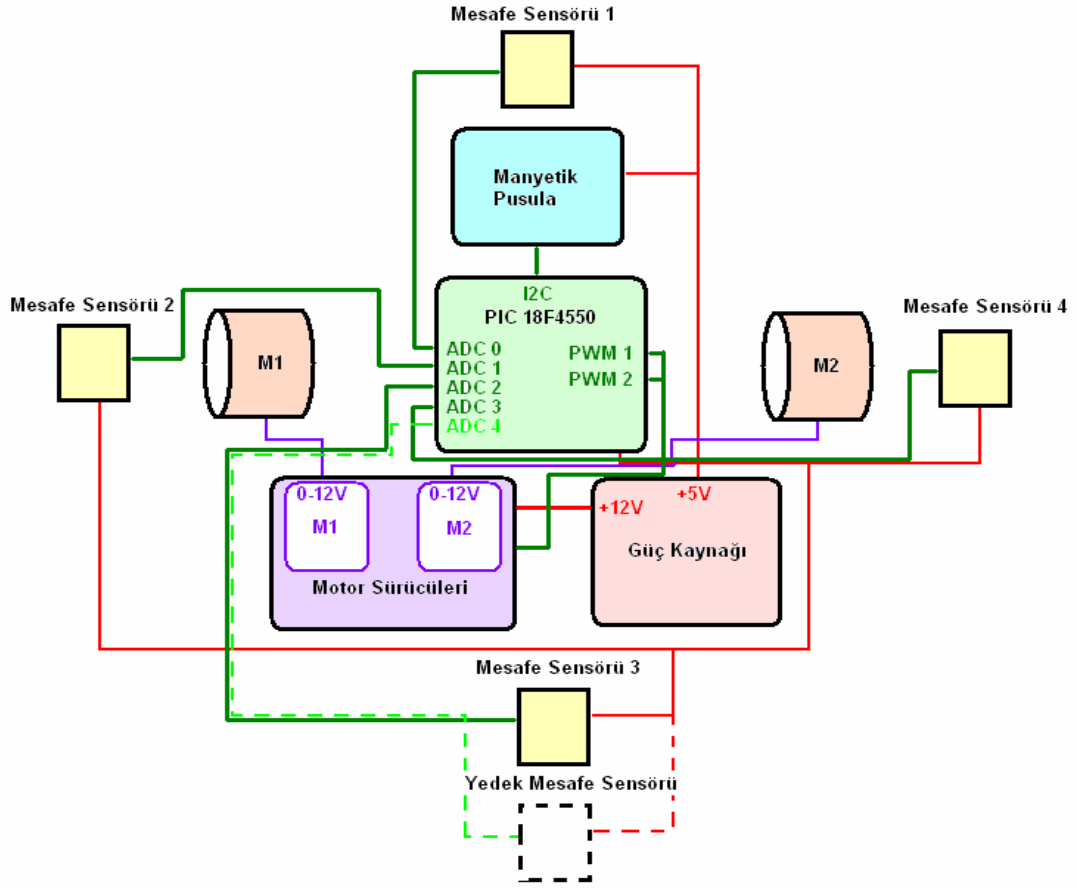 Mesafe Sensörü 1
Manyetik
Pusula
I2C
PIC 18F4550
Mesafe Sensörü 2
Mesafe Sensörü 4
M1
M2
ADC 0
ADC 1
ADC 2
ADC 3
ADC 4
PWM 1
PWM 2
0-12V
M1
0-12V
M2
Motor Sürücüleri
+12V
+5V
Güç Kaynağı
Mesafe Sensörü 3
Yedek Mesafe Sensörü